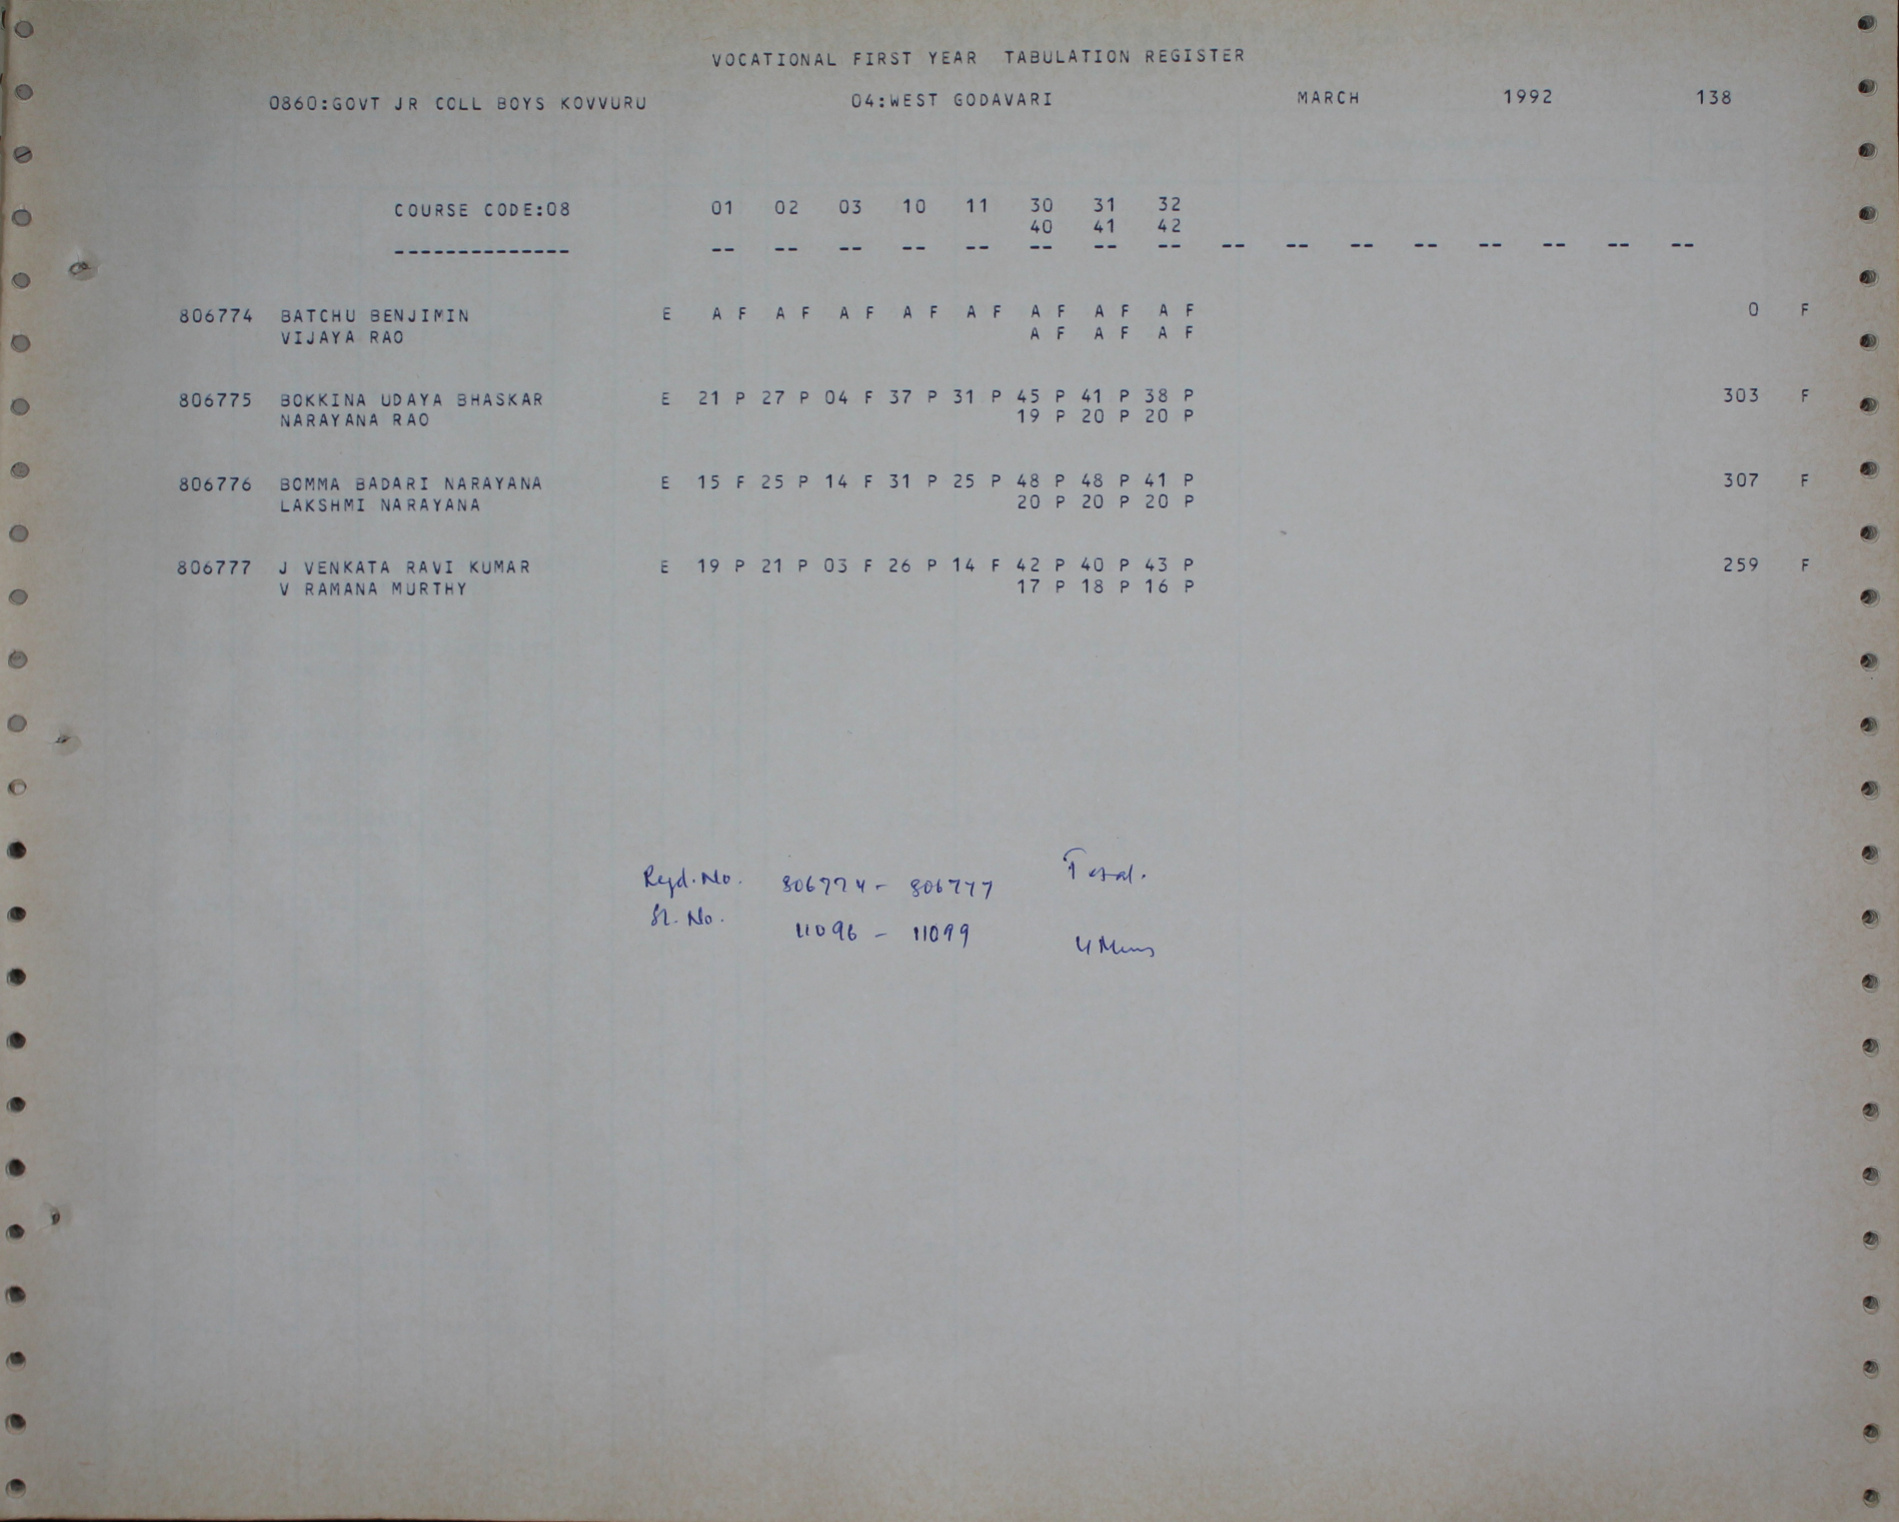 VOCATIONAL FIRST YEAR TABULATION REGISTER
0860:GOVT JR COLL BOYS KOVVURU 04:WEST GODAVARI MARCH 1992 138
COURSE CODE:08 01 02 03 10 11 30 31 32
40 41 42
-------------- -- -- -- -- -- -- -- -- -- -- -- -- -- -- -- --
806774 BATCHU BENJIMIN E A F A F A F A F A F A F A F A F 0 F
VIJAYA RAO A F A F A F
806775 BOKKINA UDAYA BHASKAR E 21 P 27 P 04 F 37 P 31 P 45 P 41 P 38 P 303 F
NARAYANA RAO 19 P 20 P 20 P
806776 BOMMA BADARI NARAYANA E 15 F 25 P 14 F 31 P 25 P 48 P 48 P 41 P 307 F
LAKSHMI NARAYANA 20 P 20 P 20 P
806777 J VENKATA RAVI KUMAR E 19 P 21 P 03 F 26 P 14 F 42 P 40 P 43 P 259 F
V RAMANA MURTHY 17 P 18 P 16 P
Regd. No. 806774 - 806777 Total.
Sl. No. 11096 - 11099 4